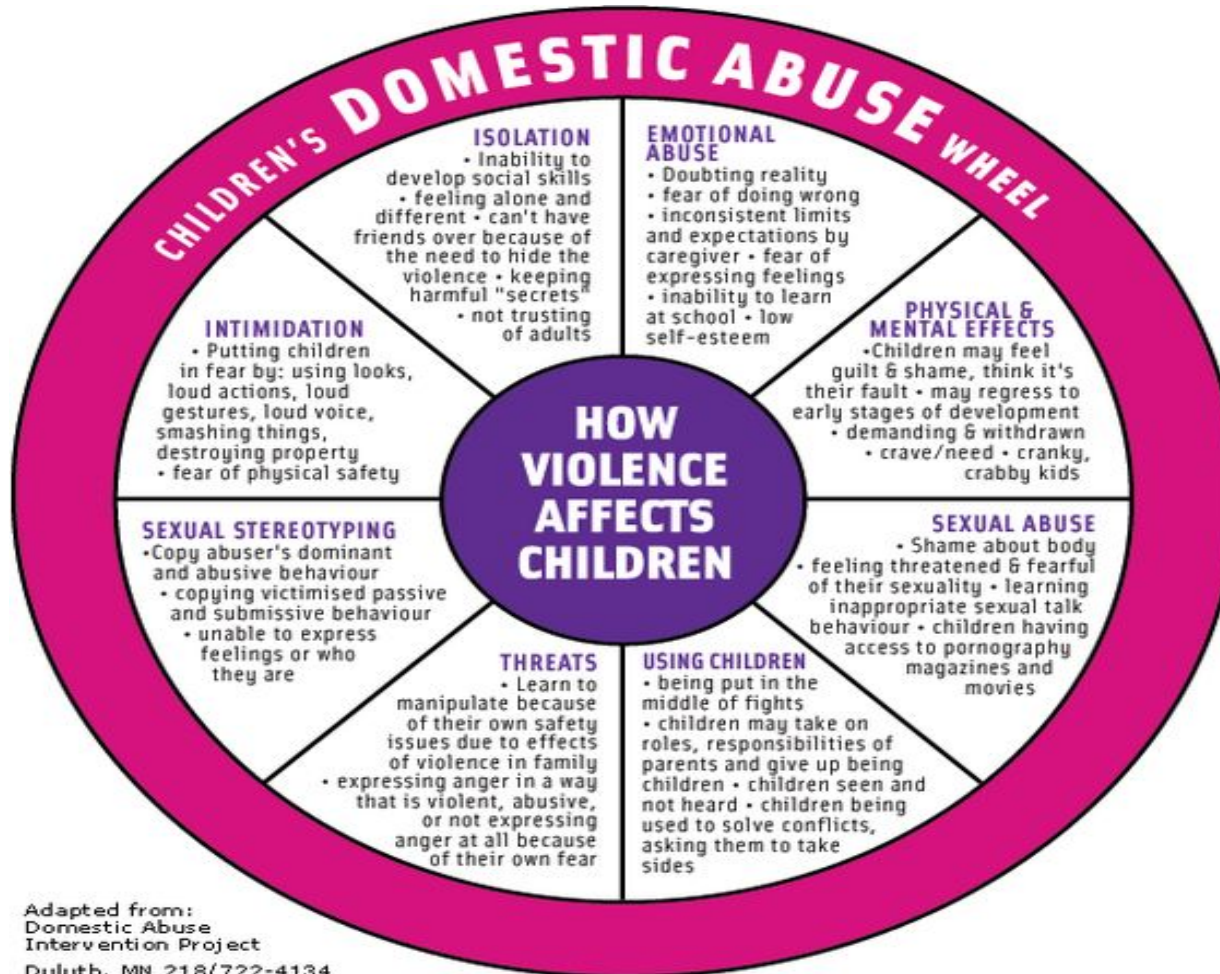 CHILDREN'S DOMESTIC ABUSE WHEEL
ISOLATION
• Inability to
develop social skills
• feeling alone and
different • can't have
friends over because of
the need to hide the
violence • keeping
harmful "secrets"
• not trusting
of adults
EMOTIONAL
ABUSE
• Doubting reality
• fear of doing wrong
• inconsistent limits
and expectations by
caregiver • fear of
expressing feelings
• inability to learn
at school • low
self-esteem
PHYSICAL &
MENTAL EFFECTS
•Children may feel
guilt & shame, think it's
their fault • may regress to
early stages of development
• demanding & withdrawn
• crave/need • cranky,
crabby kids
SEXUAL ABUSE
• Shame about body
• feeling threatened & fearful
of their sexuality • learning
inappropriate sexual talk
behaviour • children having
access to pornography
magazines and
movies
USING CHILDREN
• being put in the
middle of fights
• children may take on
roles, responsibilities of
parents and give up being
children • children seen and
not heard • children being
used to solve conflicts,
asking them to take
sides
THREATS
• Learn to
manipulate because
of their own safety
issues due to effects
of violence in family
• expressing anger in a way
that is violent, abusive,
or not expressing
anger at all because
of their own fear
SEXUAL STEREOTYPING
•Copy abuser's dominant
and abusive behaviour
• copying victimised passive
and submissive behaviour
• unable to express
feelings or who
they are
INTIMIDATION
• Putting children
in fear by: using looks,
loud actions, loud
gestures, loud voice,
smashing things,
destroying property
• fear of physical safety
HOW
VIOLENCE
AFFECTS
CHILDREN
Adapted from:
Domestic Abuse
Intervention Project
Duluth, MN 218/722-4134